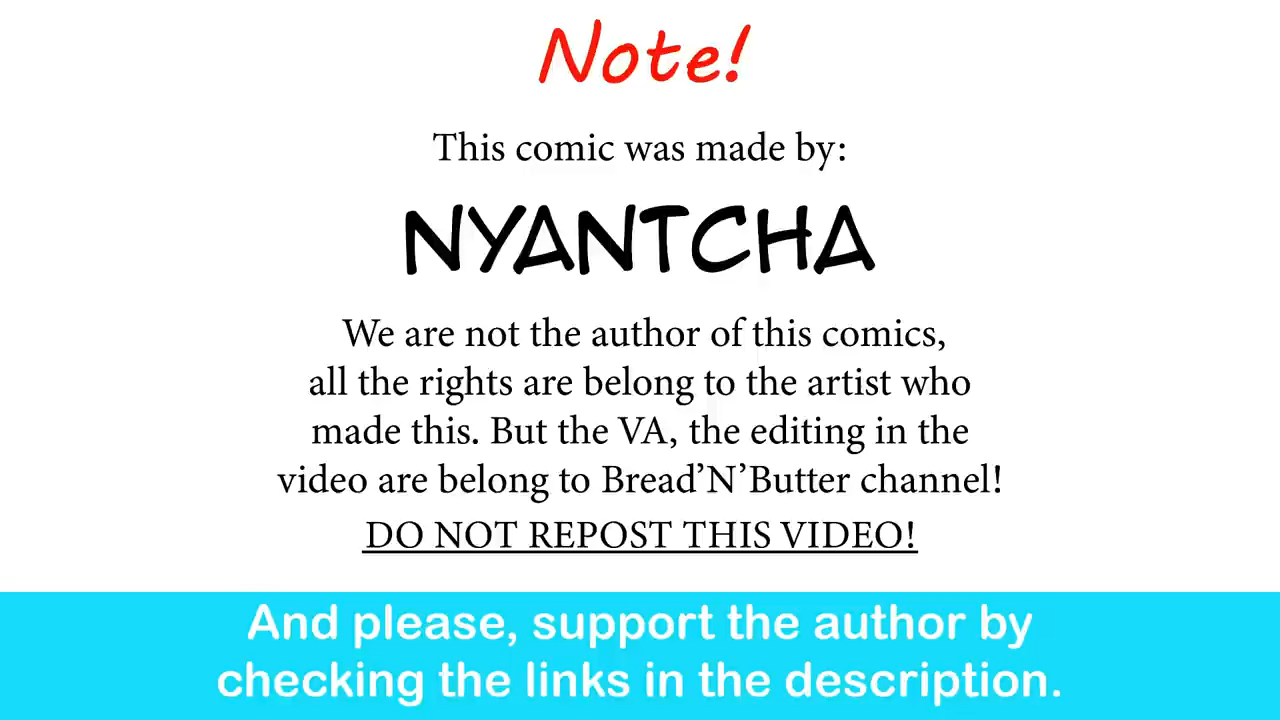 Note!
This comic was made by:
NYANTCHA
We are not the author of this comics,
all the rights are belong to the artist who
made this. But the VA, the editing in the
video are belong to Bread’N’Butter channel!
DO NOT REPOST THIS VIDEO!
And please, support the author by
checking the links in the description.